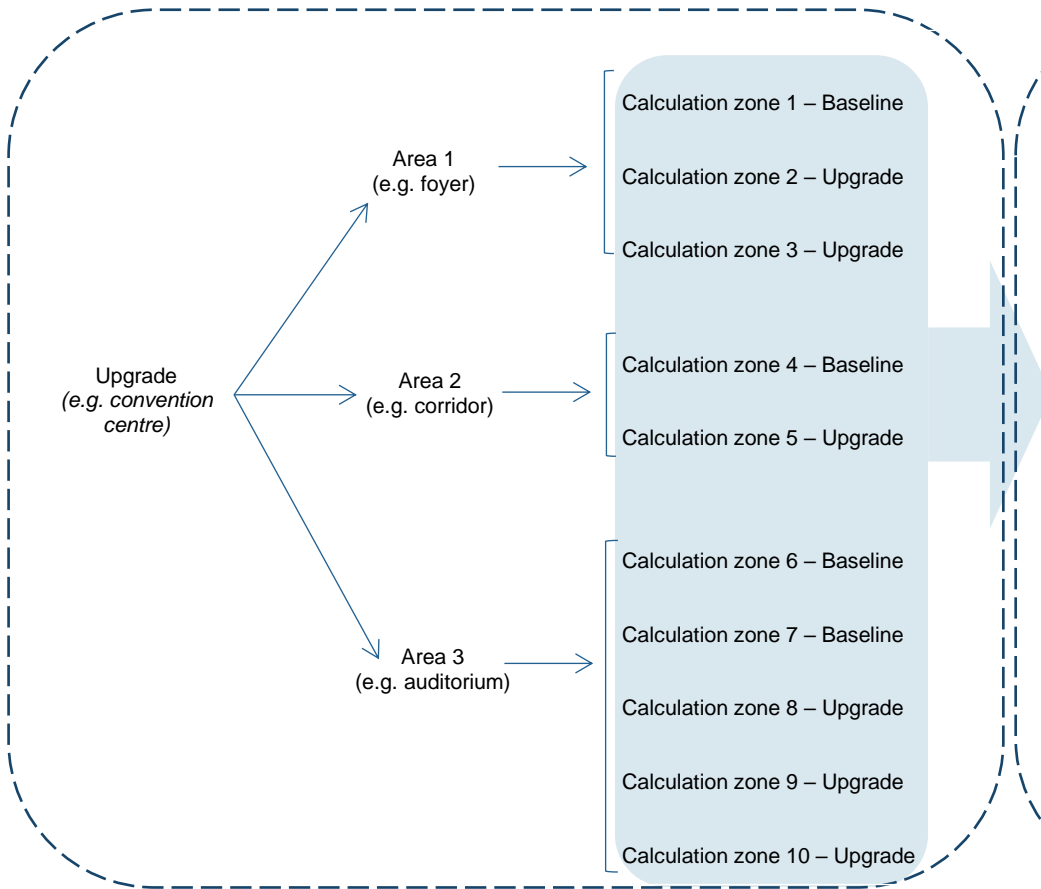 Upgrade
(e.g. convention
centre)
Area 1
(e.g. foyer)
Calculation zone 1 – Baseline
Calculation zone 2 – Upgrade
Calculation zone 3 – Upgrade
Area 2
(e.g. corridor)
Calculation zone 4 – Baseline
Calculation zone 5 – Upgrade
Area 3
(e.g. auditorium)
Calculation zone 6 – Baseline
Calculation zone 7 – Baseline
Calculation zone 8 – Upgrade
Calculation zone 9 – Upgrade
Calculation zone 10 – Upgrade